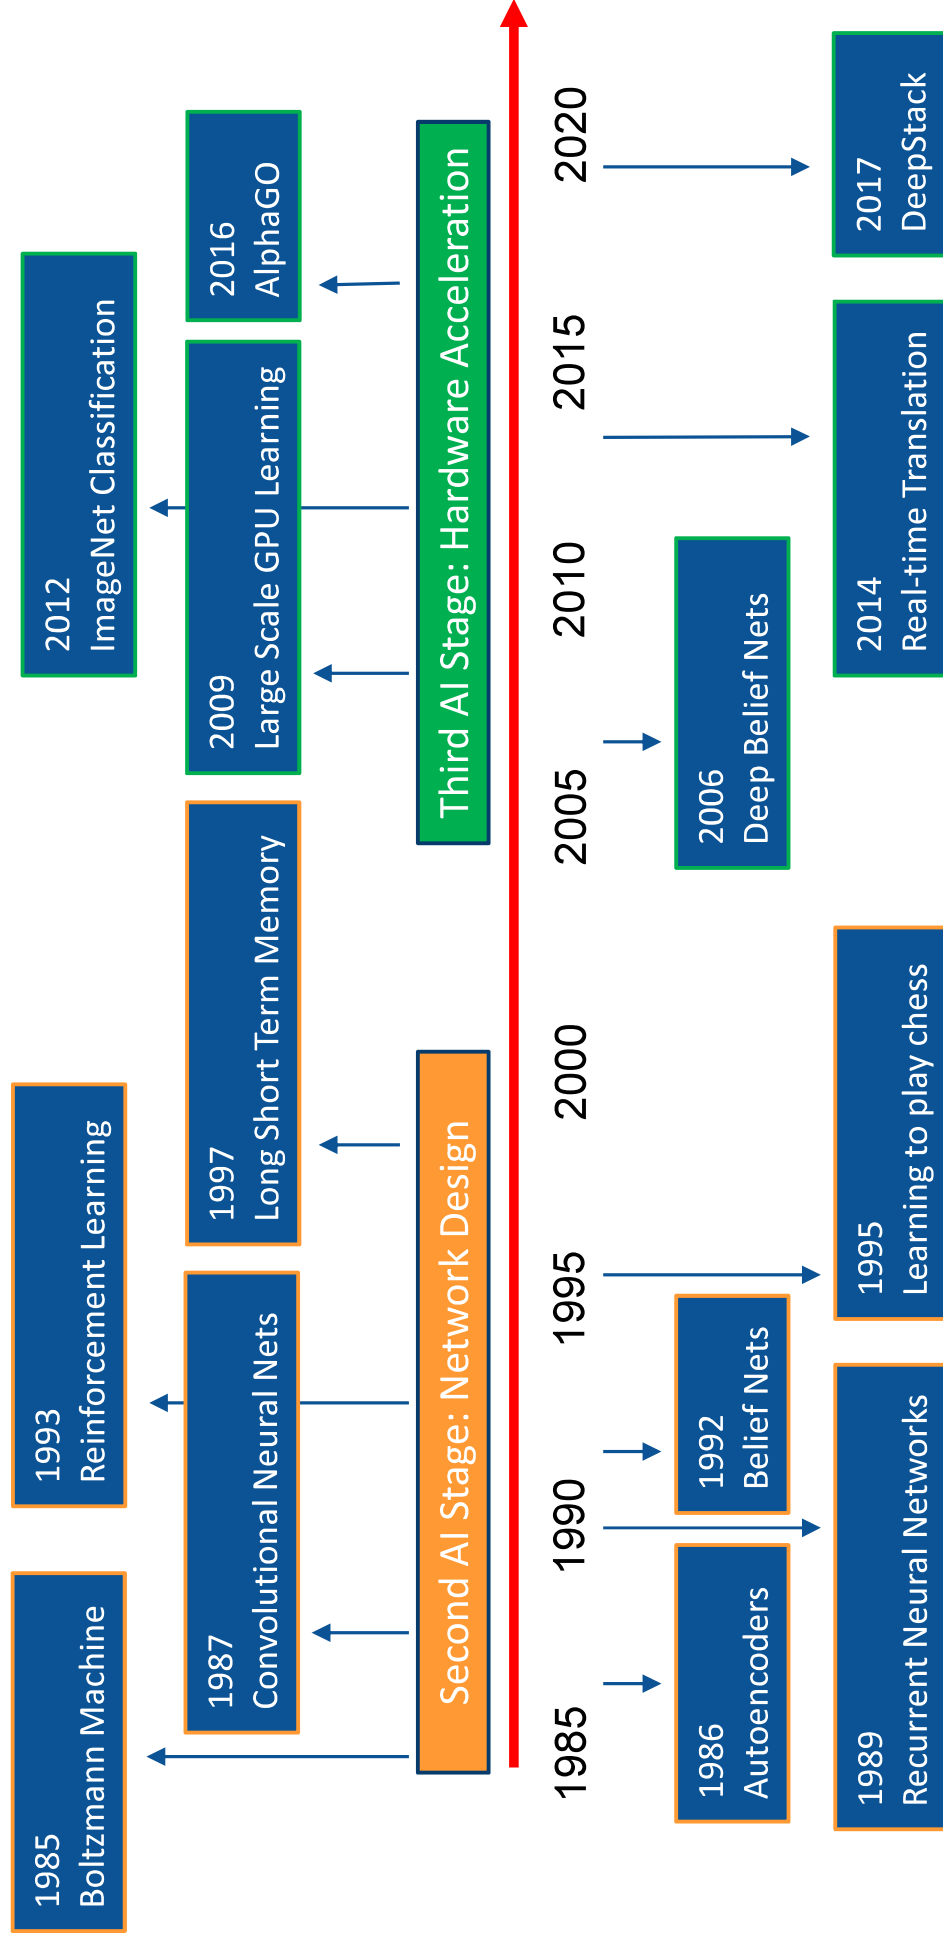 1985
Boltzmann Machine
1993
Reinforcement Learning
2012
ImageNet Classification
1987
Convolutional Neural Nets
1997
Long Short Term Memory
2009
Large Scale GPU Learning
2016
AlphaGO
Second AI Stage: Network Design
Third AI Stage: Hardware Acceleration
1985 1990 1995 2000 2005 2010 2015 2020
1986
Autoencoders
1992
Belief Nets
2006
Deep Belief Nets
1989
Recurrent Neural Networks
1995
Learning to play chess
2014
Real-time Translation
2017
DeepStack